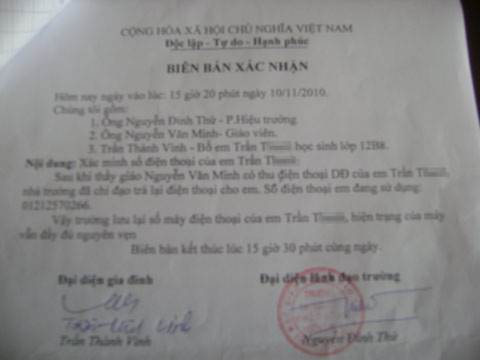 CỘNG HÒA XÃ HỘI CHỦ NGHĨA VIỆT NAM
Độc lập - Tự do - Hạnh phúc
BIÊN BẢN XÁC NHẬN
Hôm nay ngày vào lúc: 15 giờ 20 phút ngày 10/11/2010.
Chúng tôi gồm:
1. Ông Nguyễn Đình Thứ - P.Hiệu trưởng
2. Ông Nguyễn Văn Minh- Giáo viên.
3. Trần Thành Vinh - Bố em Trần học sinh lớp 12B8.
Nội dung: Xác minh số điện thoại của em Trần
Sau khi thầy giáo Nguyễn Văn Minh có thu điện thoại DĐ của em Trần
nhà trường đã chỉ đạo trả lại điện thoại cho em. Số điện thoại em đang sử dụng:
01212570266.
Vậy trường lưu lại số máy điện thoại của em Trần hiện trạng của máy
vẫn đầy đủ nguyên vẹn
Biên bản kết thúc lúc 15 giờ 30 phút cùng ngày.
Đại diện gia đình Đại diện lãnh đạo trường
Trần Thành Vinh Nguyễn Đình Thứ